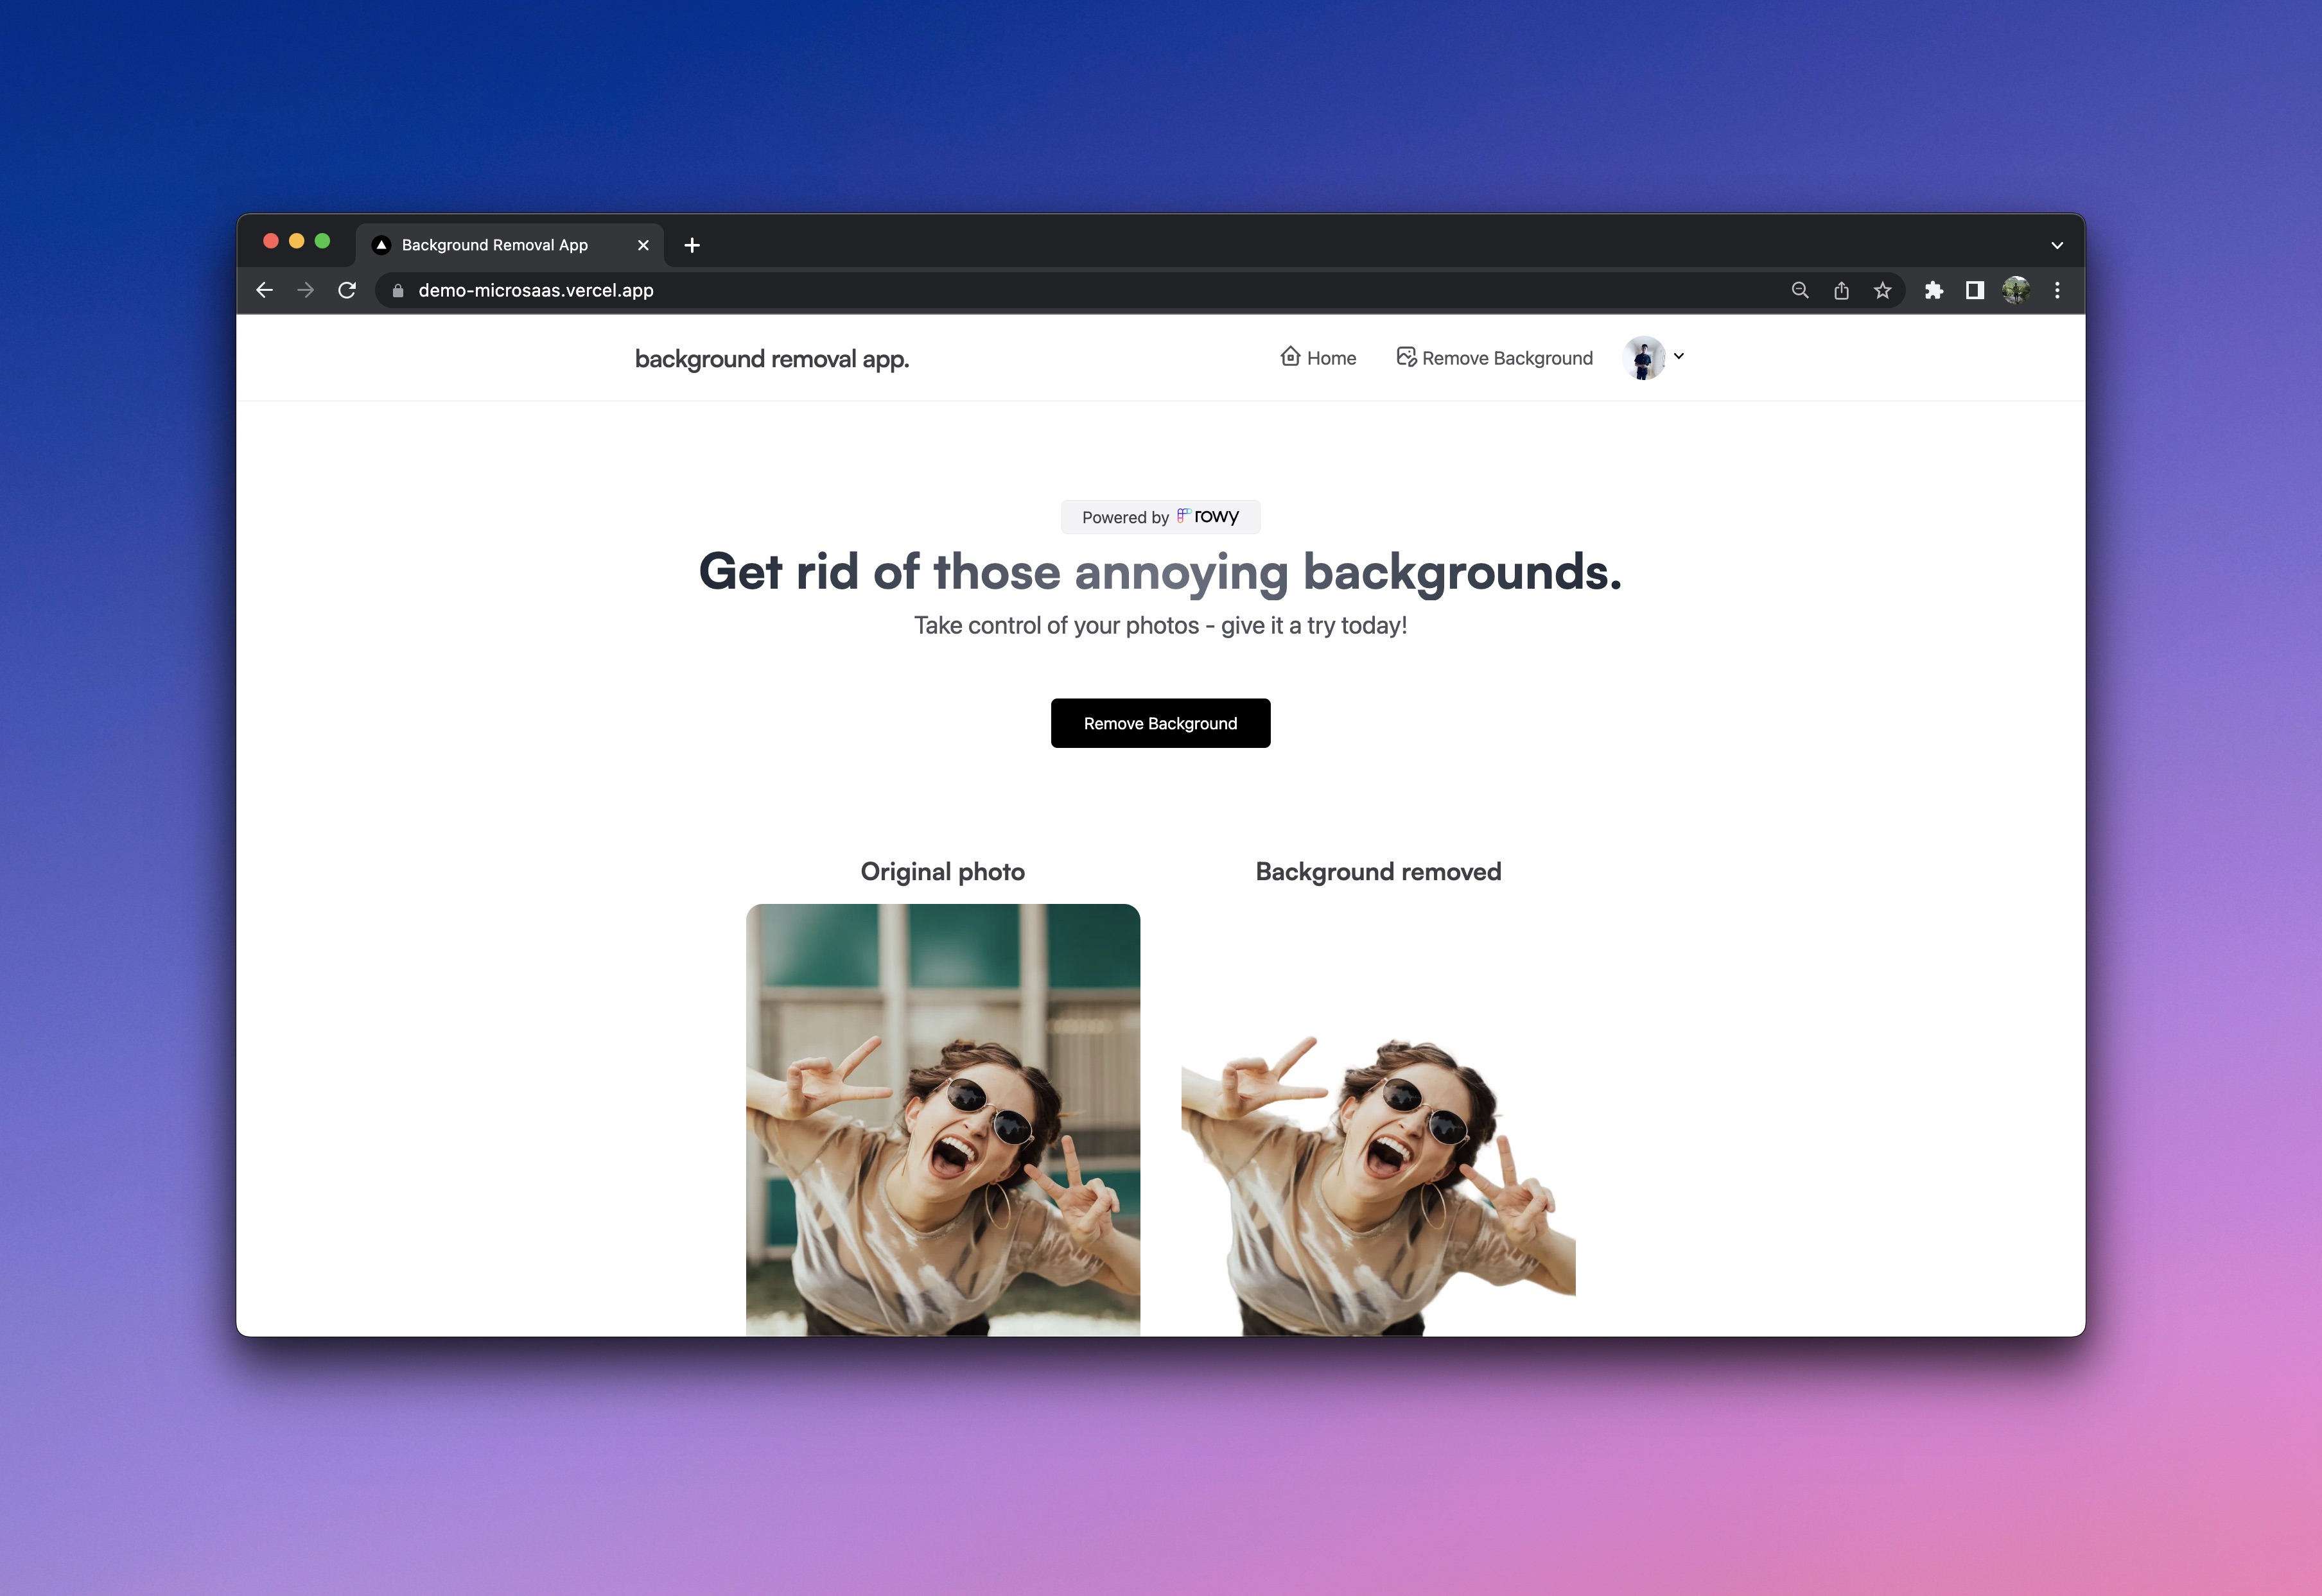 Background Removal App
demo-microsaas.vercel.app
background removal app.
Home
Remove Background
Powered by rowy
Get rid of those annoying backgrounds.
Take control of your photos - give it a try today!
Remove Background
Original photo
Background removed